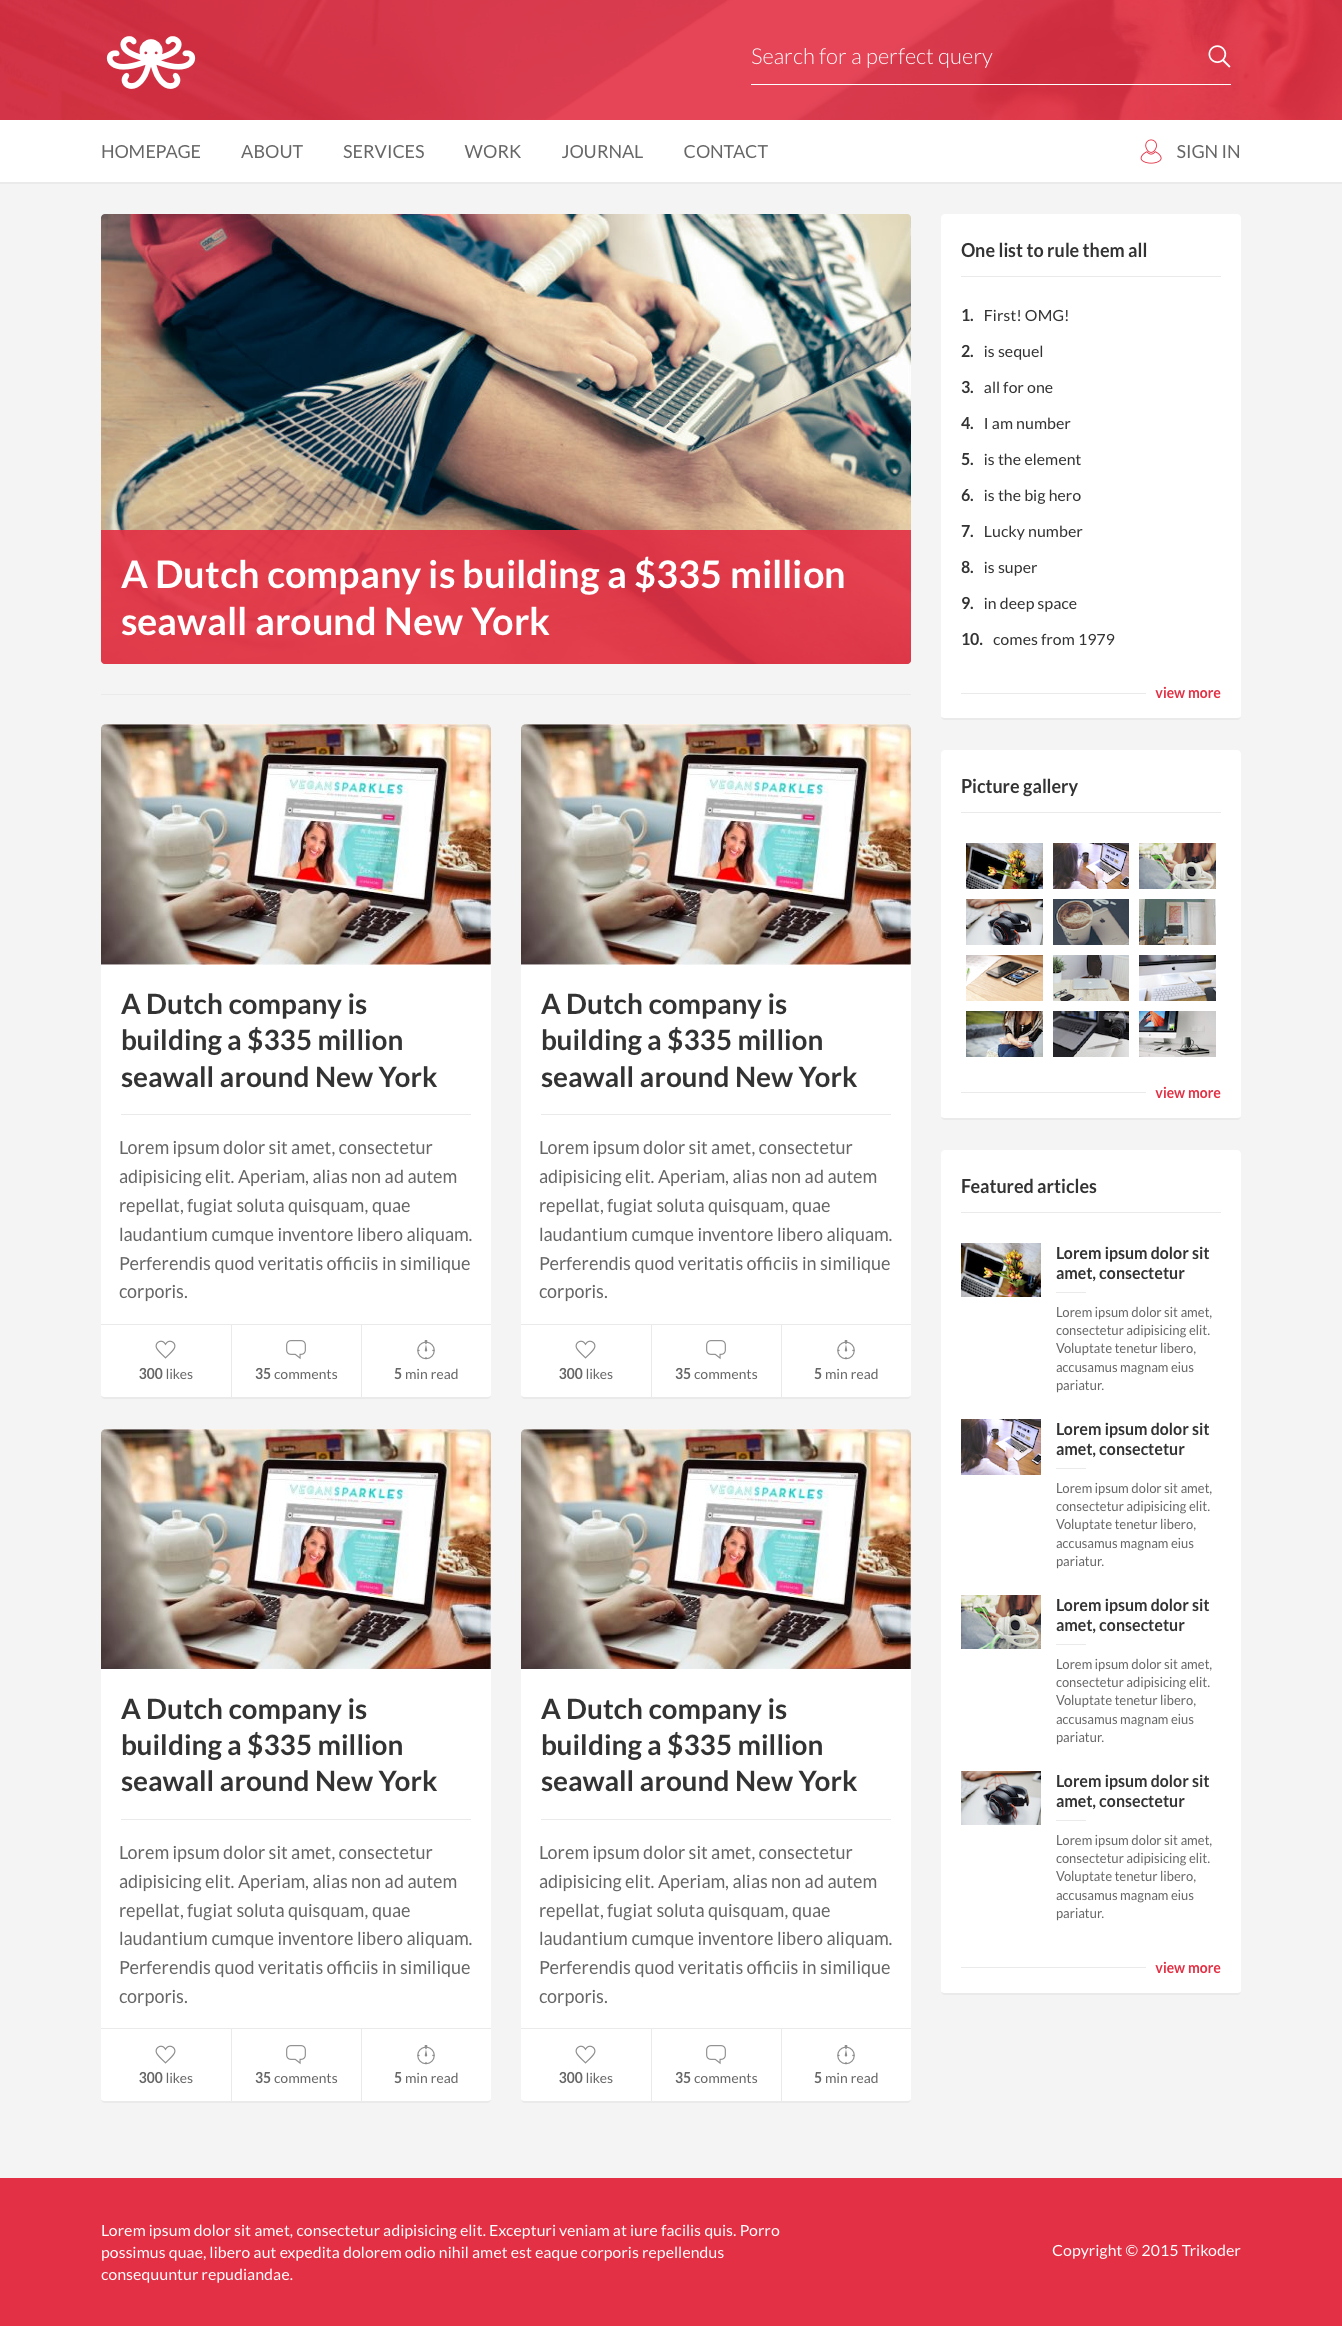 Search for a perfect query
HOMEPAGE ABOUT SERVICES WORK JOURNAL CONTACT SIGN IN
A Dutch company is building a $335 million
seawall around New York
One list to rule them all
1. First! OMG!
2. is sequel
3. all for one
4. I am number
5. is the element
6. is the big hero
7. Lucky number
8. is super
9. in deep space
10. comes from 1979
view more
VEGANSPARKLES
A Dutch company is
building a $335 million
seawall around New York
Lorem ipsum dolor sit amet, consectetur
adipisicing elit. Aperiam, alias non ad autem
repellat, fugiat soluta quisquam, quae
laudantium cumque inventore libero aliquam.
Perferendis quod veritatis officiis in similique
corporis.
300 likes 35 comments 5 min read
VEGANSPARKLES
A Dutch company is
building a $335 million
seawall around New York
Lorem ipsum dolor sit amet, consectetur
adipisicing elit. Aperiam, alias non ad autem
repellat, fugiat soluta quisquam, quae
laudantium cumque inventore libero aliquam.
Perferendis quod veritatis officiis in similique
corporis.
300 likes 35 comments 5 min read
VEGANSPARKLES
A Dutch company is
building a $335 million
seawall around New York
Lorem ipsum dolor sit amet, consectetur
adipisicing elit. Aperiam, alias non ad autem
repellat, fugiat soluta quisquam, quae
laudantium cumque inventore libero aliquam.
Perferendis quod veritatis officiis in similique
corporis.
300 likes 35 comments 5 min read
VEGANSPARKLES
A Dutch company is
building a $335 million
seawall around New York
Lorem ipsum dolor sit amet, consectetur
adipisicing elit. Aperiam, alias non ad autem
repellat, fugiat soluta quisquam, quae
laudantium cumque inventore libero aliquam.
Perferendis quod veritatis officiis in similique
corporis.
300 likes 35 comments 5 min read
Picture gallery
view more
Featured articles
Lorem ipsum dolor sit
amet, consectetur
Lorem ipsum dolor sit amet,
consectetur adipisicing elit.
Voluptate tenetur libero,
accusamus magnam eius
pariatur.
Lorem ipsum dolor sit
amet, consectetur
Lorem ipsum dolor sit amet,
consectetur adipisicing elit.
Voluptate tenetur libero,
accusamus magnam eius
pariatur.
Lorem ipsum dolor sit
amet, consectetur
Lorem ipsum dolor sit amet,
consectetur adipisicing elit.
Voluptate tenetur libero,
accusamus magnam eius
pariatur.
Lorem ipsum dolor sit
amet, consectetur
Lorem ipsum dolor sit amet,
consectetur adipisicing elit.
Voluptate tenetur libero,
accusamus magnam eius
pariatur.
view more
Lorem ipsum dolor sit amet, consectetur adipisicing elit. Excepturi veniam at iure facilis quis. Porro
possimus quae, libero aut expedita dolorem odio nihil amet est eaque corporis repellendus
consequuntur repudiandae.
Copyright © 2015 Trikoder